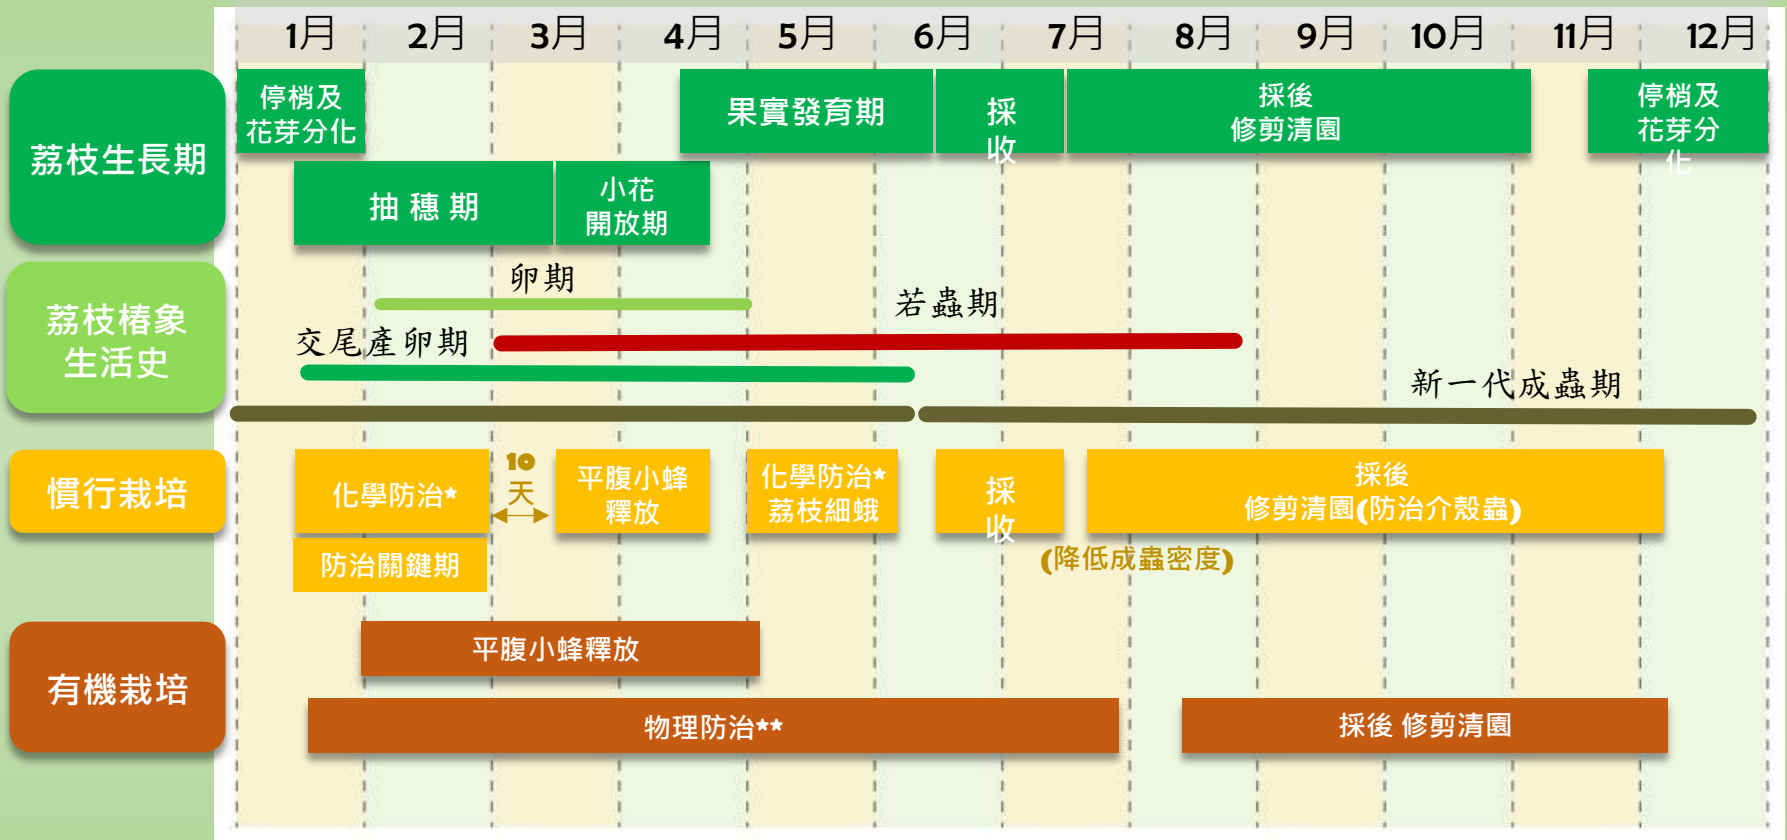 1月 2月 3月 4月 5月 6月 7月 8月 9月 10月 11月 12月
荔枝生長期
停梢及
花芽分化
果實發育期
採
收
採後
修剪清園
停梢及
花芽分
化
抽穗期
小花
開放期
荔枝椿象
生活史
卵期
若蟲期
交尾產卵期
新一代成蟲期
慣行栽培
化學防治*
10
天
平腹小蜂
釋放
化學防治*
荔枝細蛾
採
收
採後
修剪清園(防治介殼蟲)
防治關鍵期
(降低成蟲密度)
有機栽培
平腹小蜂釋放
物理防治**
採後 修剪清園